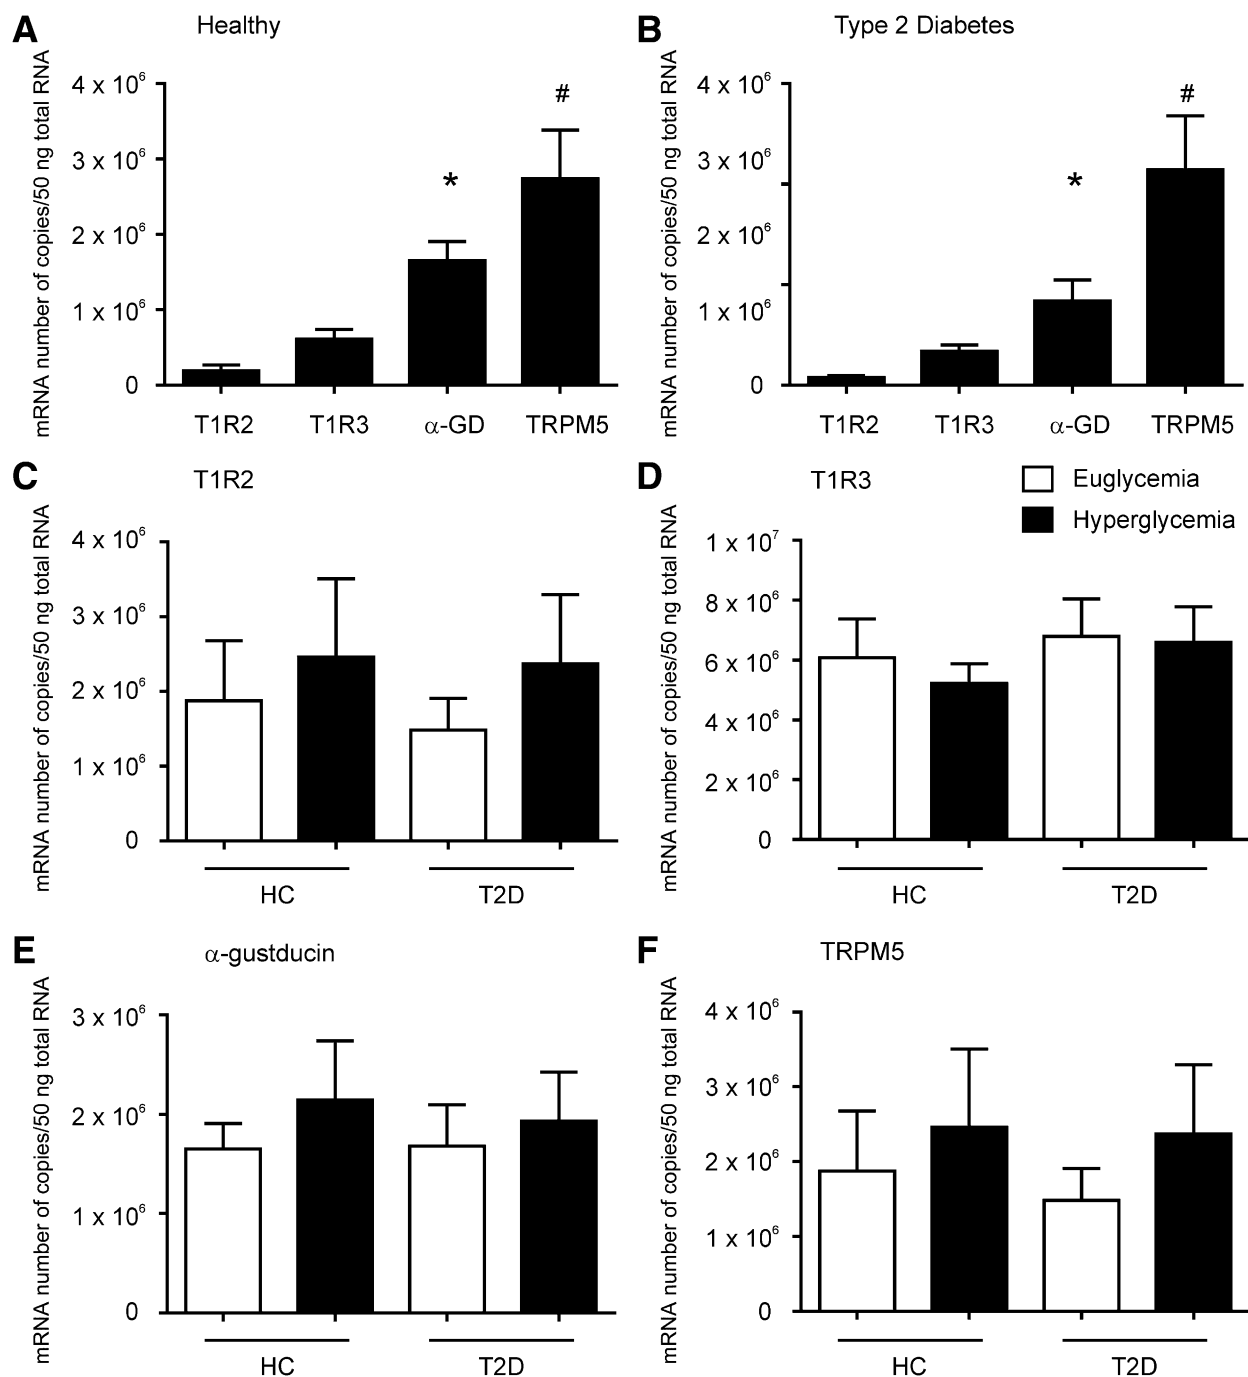 A
Healthy
mRNA number of copies/50 ng total RNA
4 x 10⁶
3 x 10⁶
2 x 10⁶
1 x 10⁶
0
*
#
T1R2
T1R3
α-GD
TRPM5
B
Type 2 Diabetes
mRNA number of copies/50 ng total RNA
4 x 10⁶
3 x 10⁶
2 x 10⁶
1 x 10⁶
0
*
#
T1R2
T1R3
α-GD
TRPM5
C
T1R2
mRNA number of copies/50 ng total RNA
4 x 10⁶
3 x 10⁶
2 x 10⁶
1 x 10⁶
0
HC
T2D
D
T1R3
Euglycemia
Hyperglycemia
mRNA number of copies/50 ng total RNA
1 x 10⁷
8 x 10⁶
6 x 10⁶
4 x 10⁶
2 x 10⁶
0
HC
T2D
E
α-gustducin
mRNA number of copies/50 ng total RNA
3 x 10⁶
2 x 10⁶
1 x 10⁶
0
HC
T2D
F
TRPM5
mRNA number of copies/50 ng total RNA
4 x 10⁶
3 x 10⁶
2 x 10⁶
1 x 10⁶
0
HC
T2D